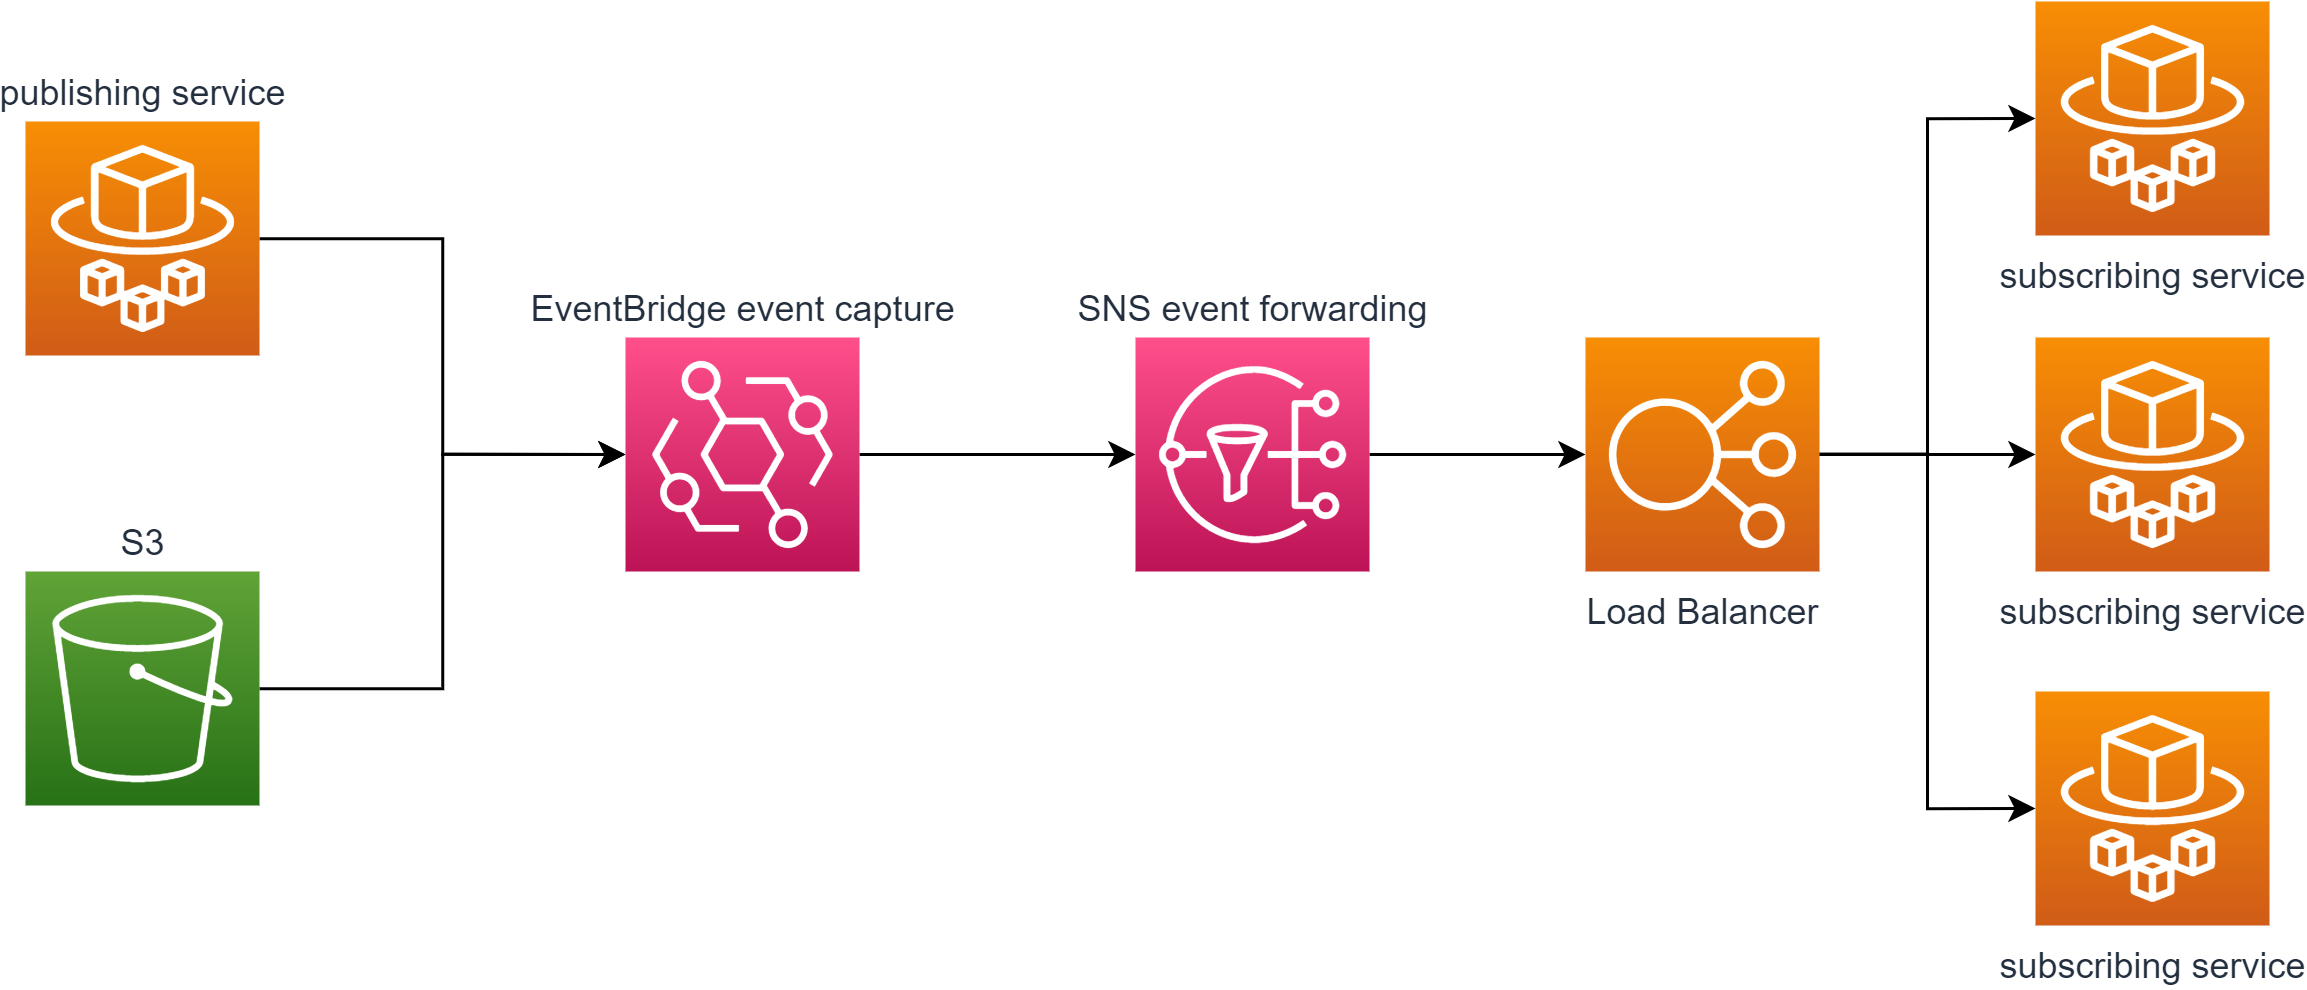 publishing service
EventBridge event capture
SNS event forwarding
subscribing service
S3
Load Balancer
subscribing service
subscribing service